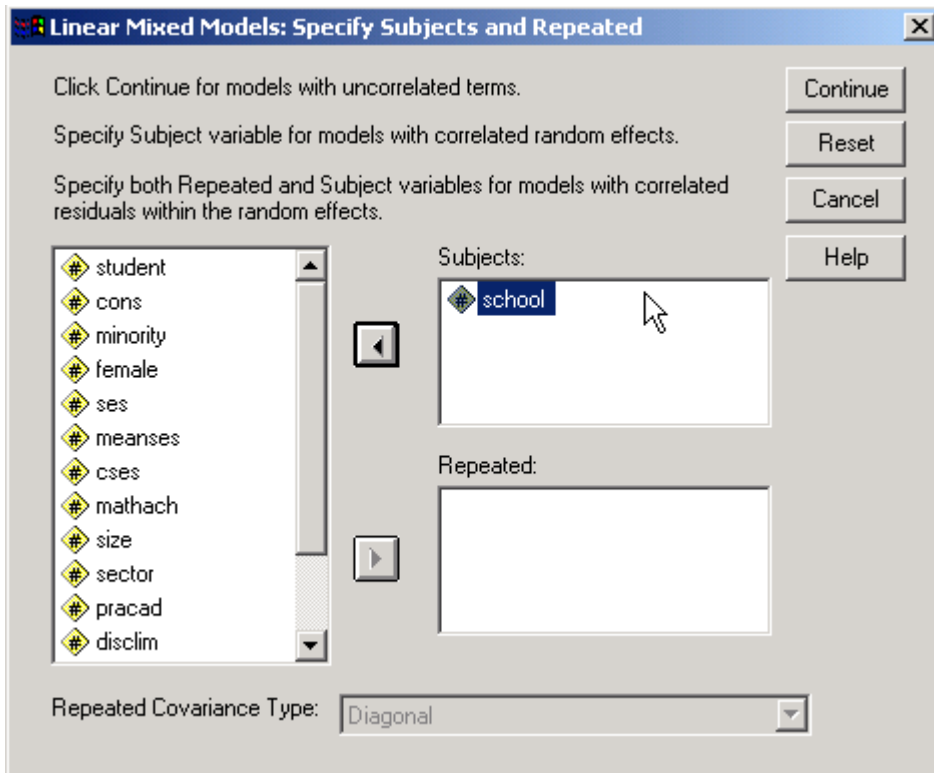 Linear Mixed Models: Specify Subjects and Repeated
Click Continue for models with uncorrelated terms.
Specify Subject variable for models with correlated random effects.
Specify both Repeated and Subject variables for models with correlated
residuals within the random effects.
Continue
Reset
Cancel
Help
student
cons
minority
female
ses
meanses
cses
mathach
size
sector
pracad
disclim
Subjects:
school
Repeated:
Repeated Covariance Type:
Diagonal